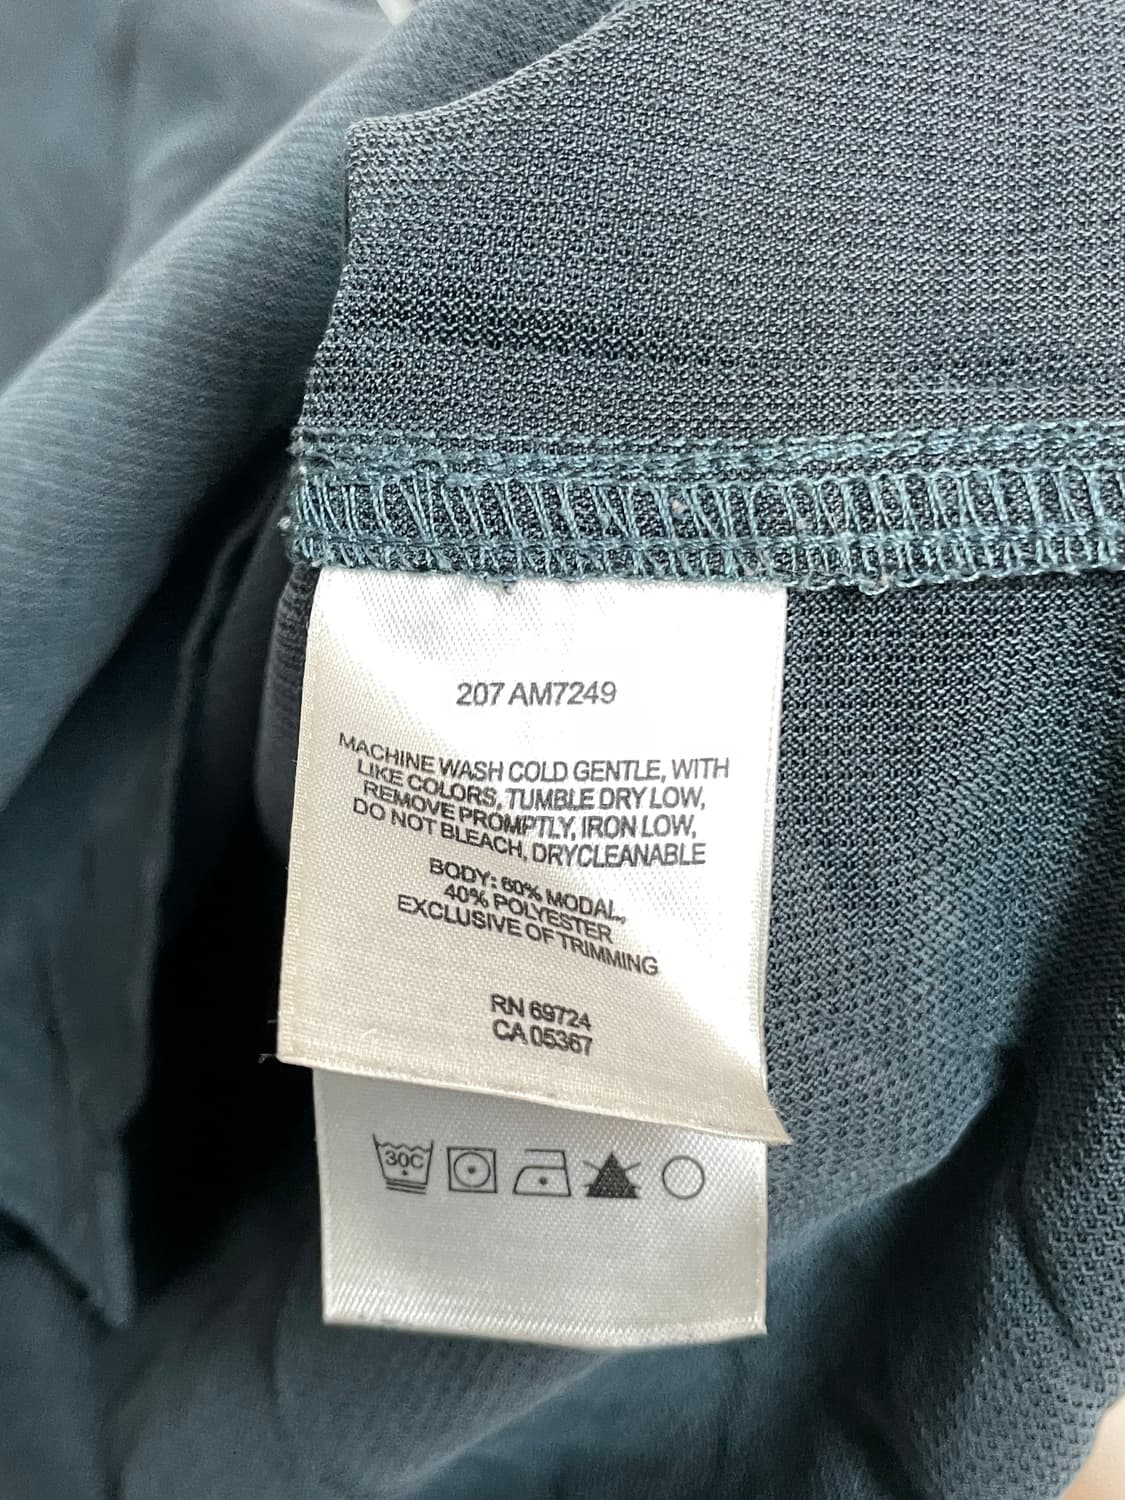 207 AM7249
MACHINE WASH COLD GENTLE, WITH
LIKE COLORS, TUMBLE DRY LOW,
REMOVE PROMPTLY, IRON LOW,
DO NOT BLEACH, DRYCLEANABLE
BODY: 60% MODAL,
40% POLYESTER
EXCLUSIVE OF TRIMMING
RN 69724
CA 05367
30C